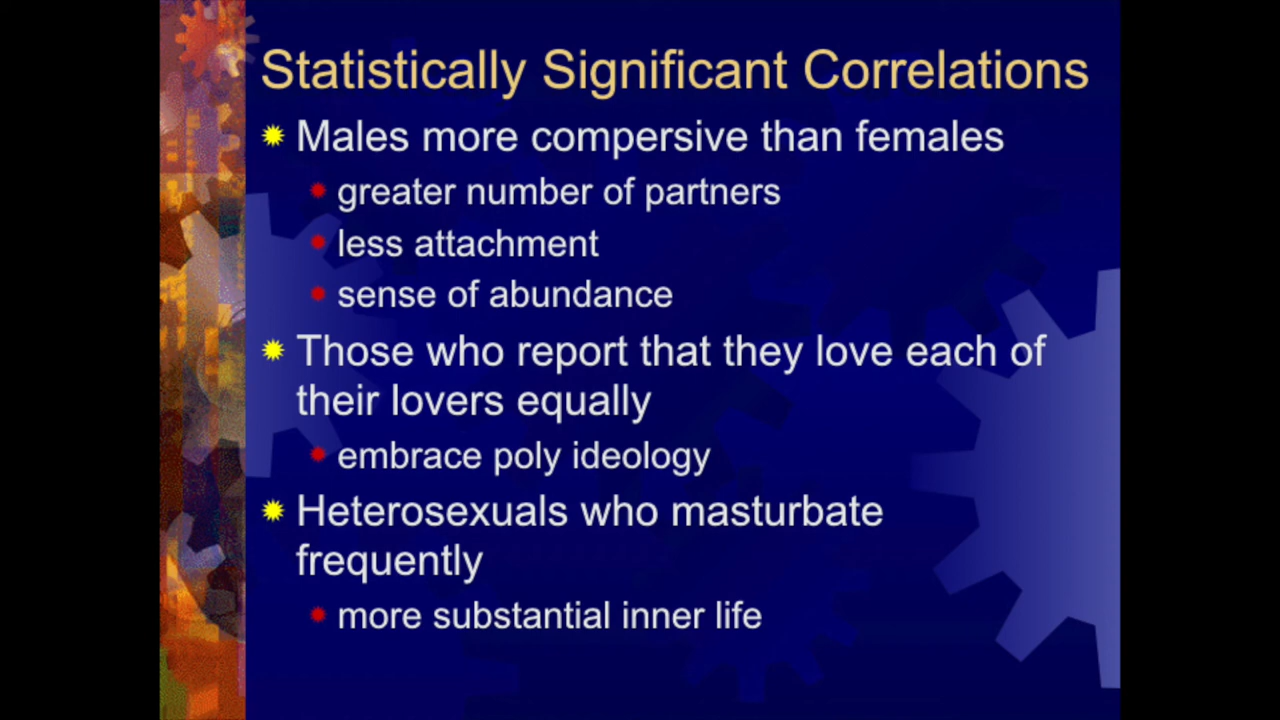 Statistically Significant Correlations
Males more compersive than females
greater number of partners
less attachment
sense of abundance
Those who report that they love each of
their lovers equally
embrace poly ideology
Heterosexuals who masturbate
frequently
more substantial inner life